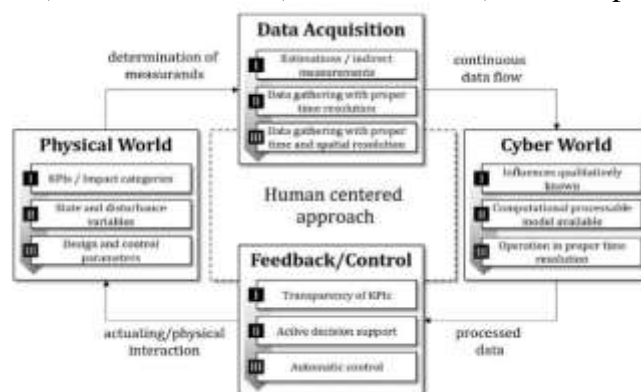 Data Acquisition
I Estimations / indirect
measurements
II Data gathering with proper
time resolution
III Data gathering with proper
time and spatial resolution
determination of
measurands
continuous
data flow
Physical World
I KPIs / Impact categories
II State and disturbance
variables
III Design and control
parameters
Human centered
approach
Cyber World
I Influences qualitatively
known
II Computational processable
model available
III Operation in proper time
resolution
Feedback/Control
I Transparency of KPIs
II Active decision support
III Automatic control
actuating/physical
interaction
processed
data